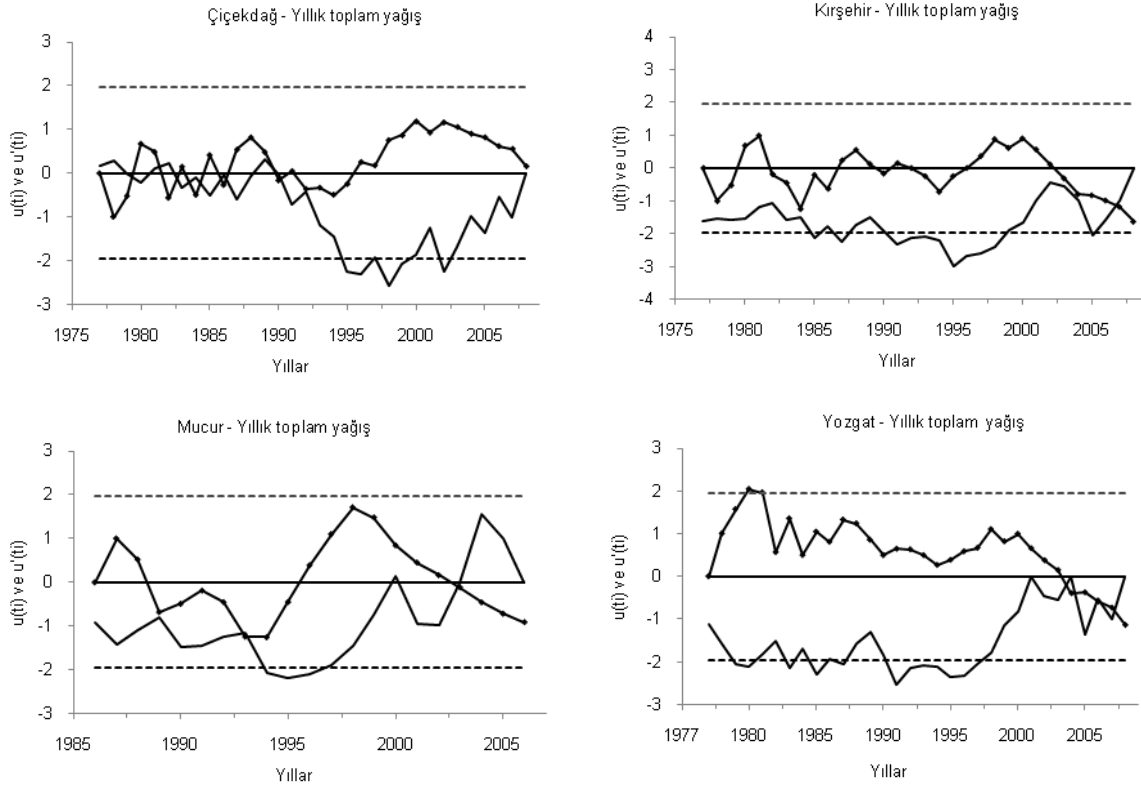 Çiçekdağ - Yıllık toplam yağış
u(ti) ve u'(ti)
3
2
1
0
-1
-2
-3
1975 1980 1985 1990 1995 2000 2005
Yıllar
Kırşehir - Yıllık toplam yağış
u(ti) ve u'(ti)
4
3
2
1
0
-1
-2
-3
-4
1975 1980 1985 1990 1995 2000 2005
Yıllar
Mucur - Yıllık toplam yağış
u(ti) ve u'(ti)
3
2
1
0
-1
-2
-3
1985 1990 1995 2000 2005
Yıllar
Yozgat - Yıllık toplam yağış
u(ti) ve u'(ti)
3
2
1
0
-1
-2
-3
1977 1980 1985 1990 1995 2000 2005
Yıllar